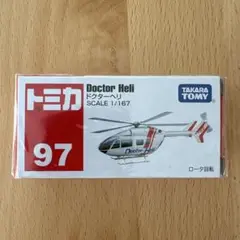 トミカ
97
Doctor Heli
ドクターヘリ
SCALE 1/167
TAKARA
TOMY
Doctor
ロータ回転